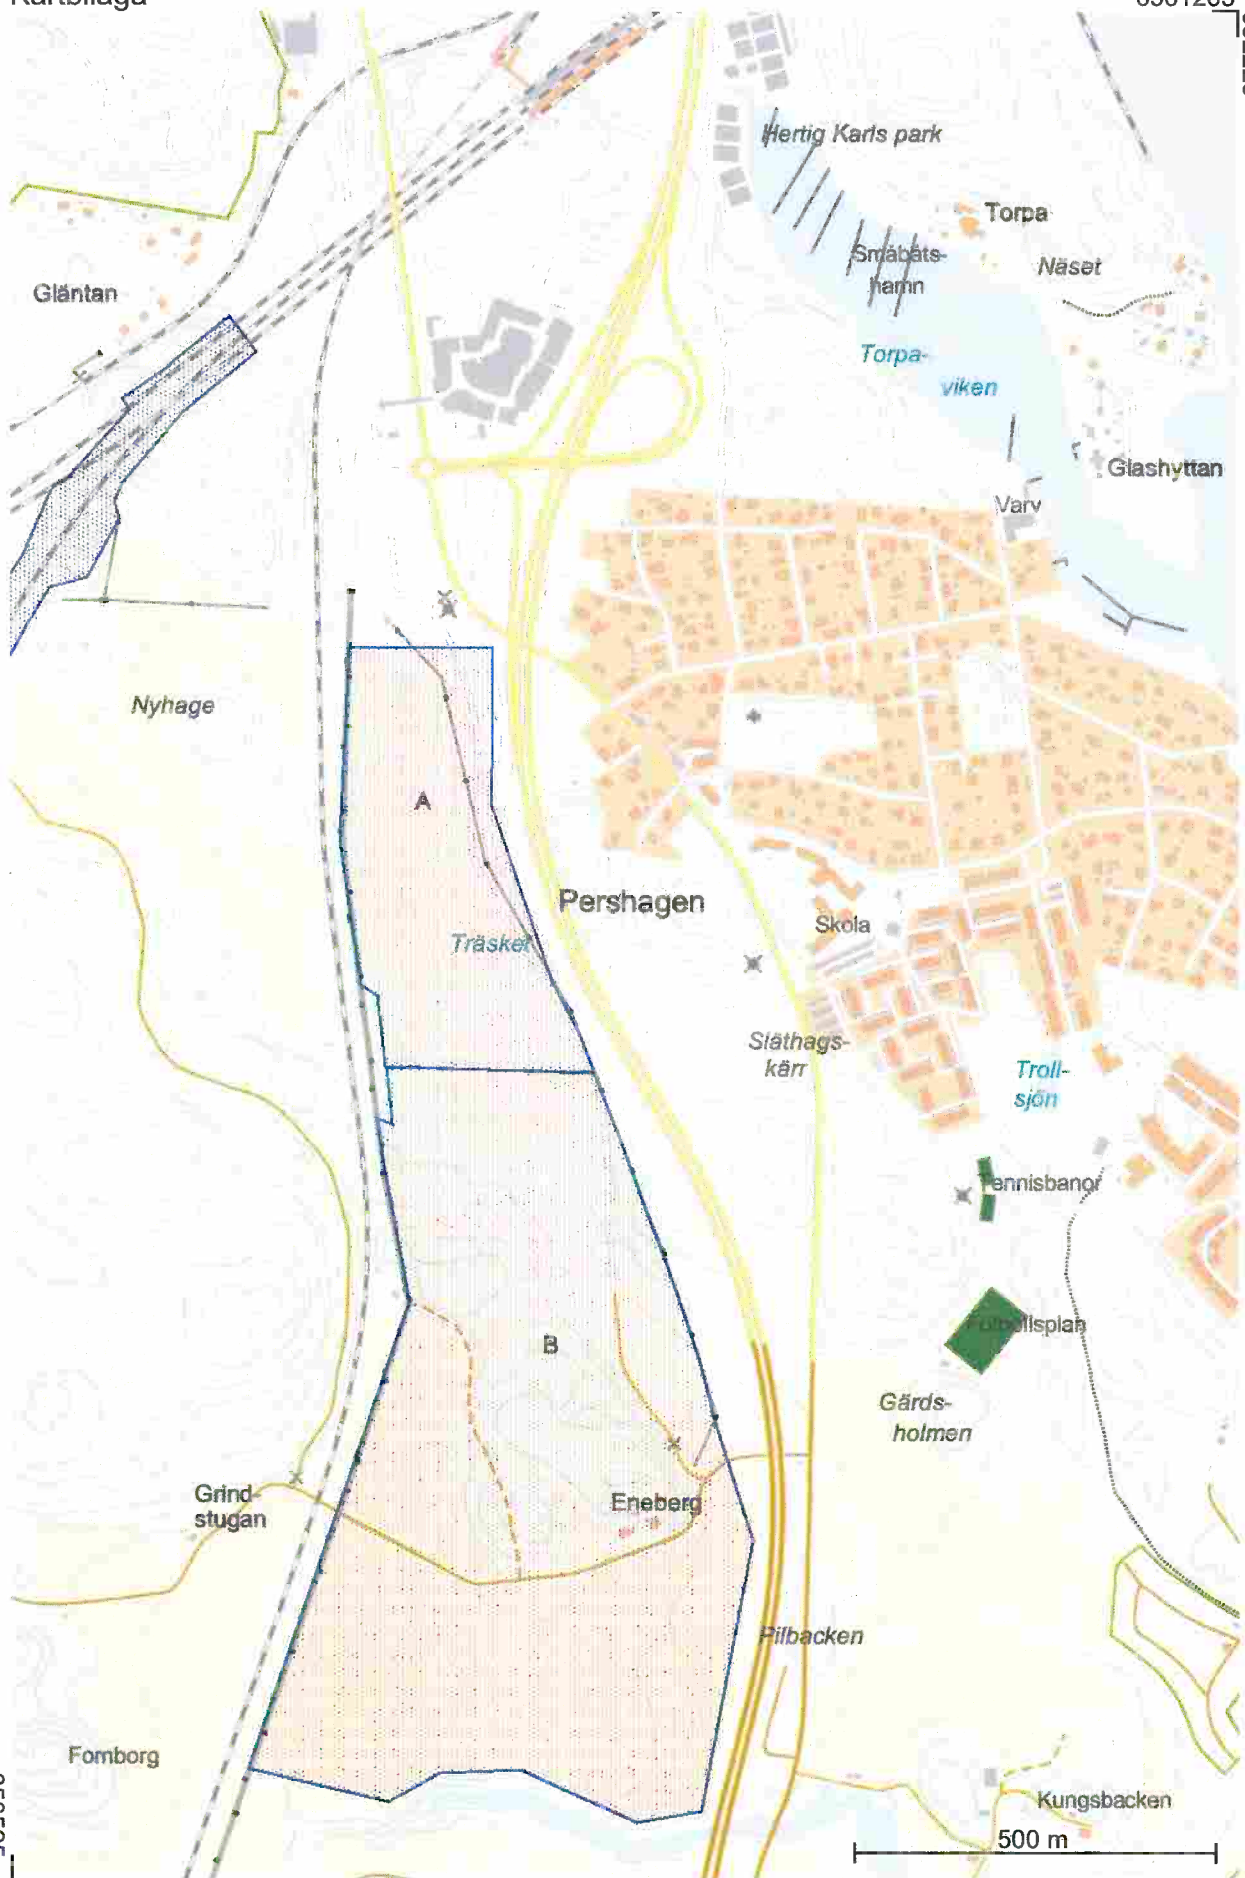 Kartbilaga
Hertig Karls park
Torpa
Småbåts-
hamn
Näset
Gläntan
Torpa-
viken
Glashyttan
Varv
Nyhage
A
Pershagen
Skola
Träsket
Släthags-
kärr
Troll-
sjön
Tennisbanor
Fotbollsplan
B
Gärds-
holmen
Grind-
stugan
Eneberg
Pilbacken
Fornborg
Kungsbacken
500 m